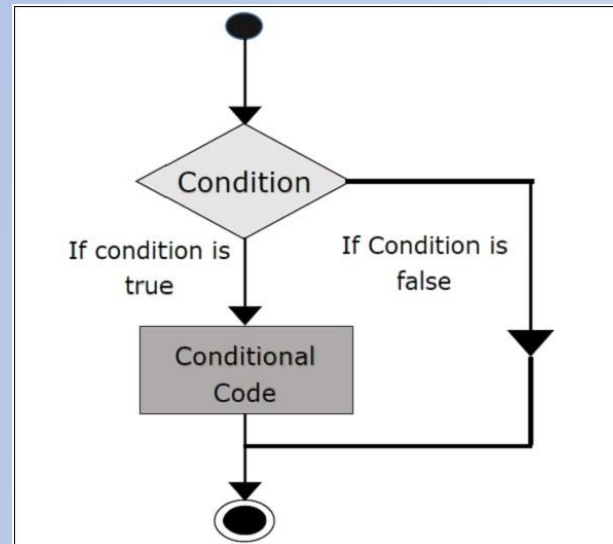 Condition
If condition is
true
If Condition is
false
Conditional
Code